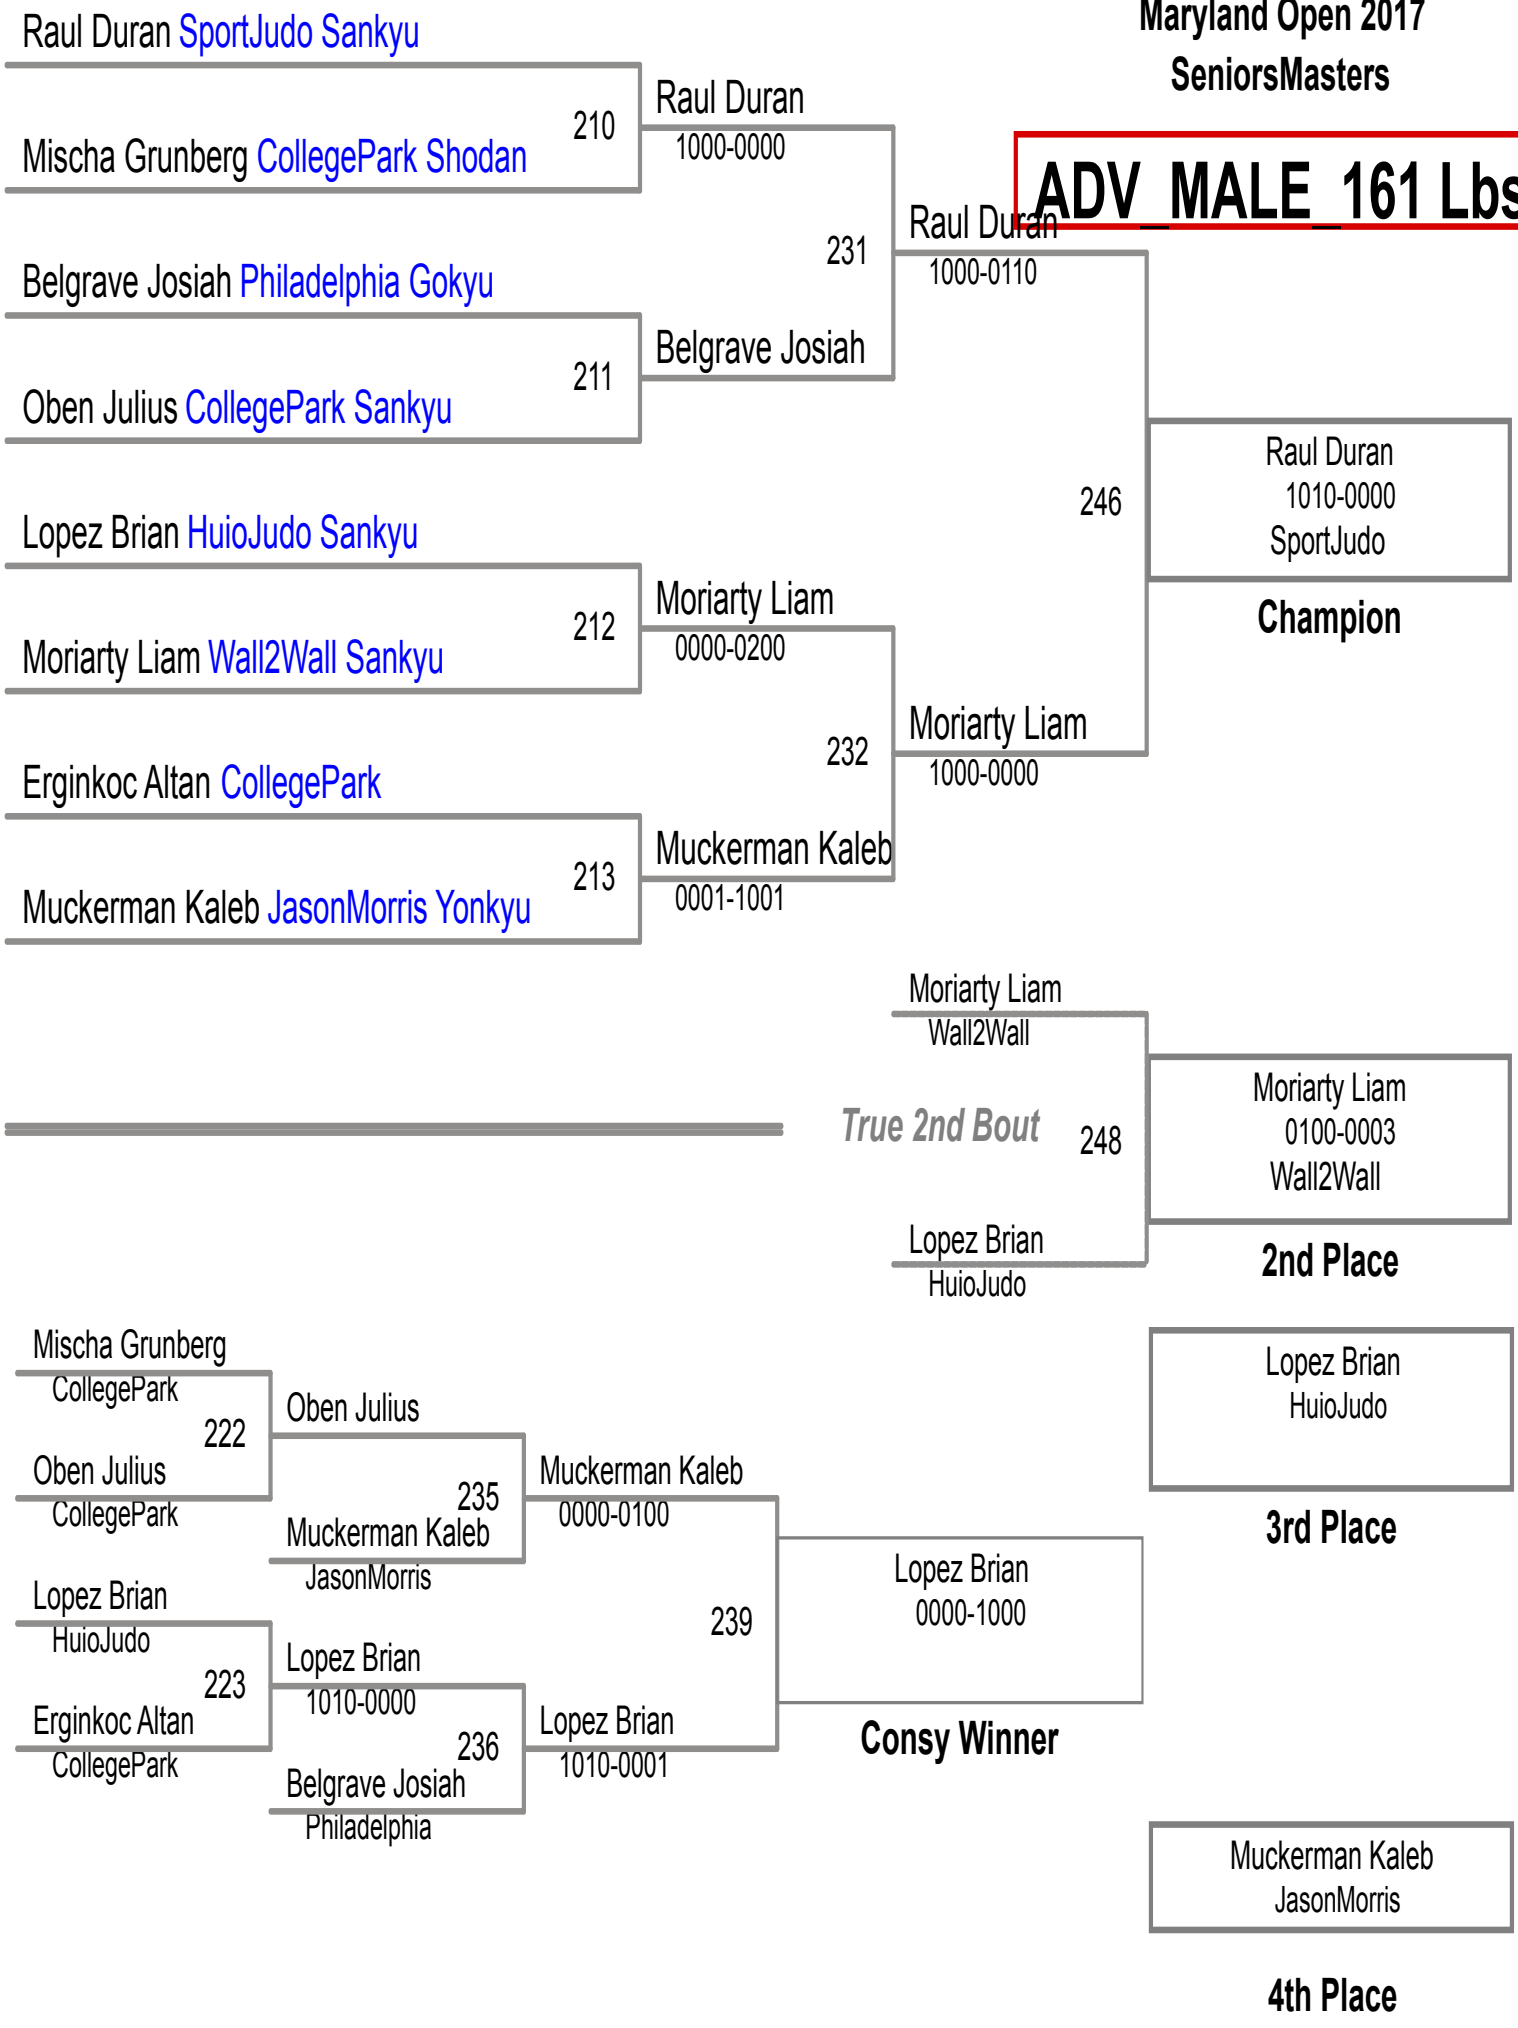 Maryland Open 2017
SeniorsMasters
ADV_MALE_161 Lbs
Raul Duran SportJudo Sankyu
210
Mischa Grunberg CollegePark Shodan
Raul Duran
1000-0000
Belgrave Josiah Philadelphia Gokyu
211
Oben Julius CollegePark Sankyu
Belgrave Josiah
231
Raul Duran
1000-0110
Lopez Brian HuioJudo Sankyu
212
Moriarty Liam Wall2Wall Sankyu
Moriarty Liam
0000-0200
Erginkoc Altan CollegePark
213
Muckerman Kaleb JasonMorris Yonkyu
Muckerman Kaleb
0001-1001
232
Moriarty Liam
1000-0000
246
Raul Duran
1010-0000
SportJudo
Champion
Moriarty Liam
Wall2Wall
True 2nd Bout
248
Lopez Brian
HuioJudo
Moriarty Liam
0100-0003
Wall2Wall
2nd Place
Mischa Grunberg
CollegePark
222
Oben Julius
CollegePark
Oben Julius
235
Muckerman Kaleb
JasonMorris
Muckerman Kaleb
0000-0100
Lopez Brian
HuioJudo
223
Erginkoc Altan
CollegePark
Lopez Brian
1010-0000
236
Belgrave Josiah
Philadelphia
Lopez Brian
1010-0001
239
Lopez Brian
0000-1000
Consy Winner
Lopez Brian
HuioJudo
3rd Place
Muckerman Kaleb
JasonMorris
4th Place